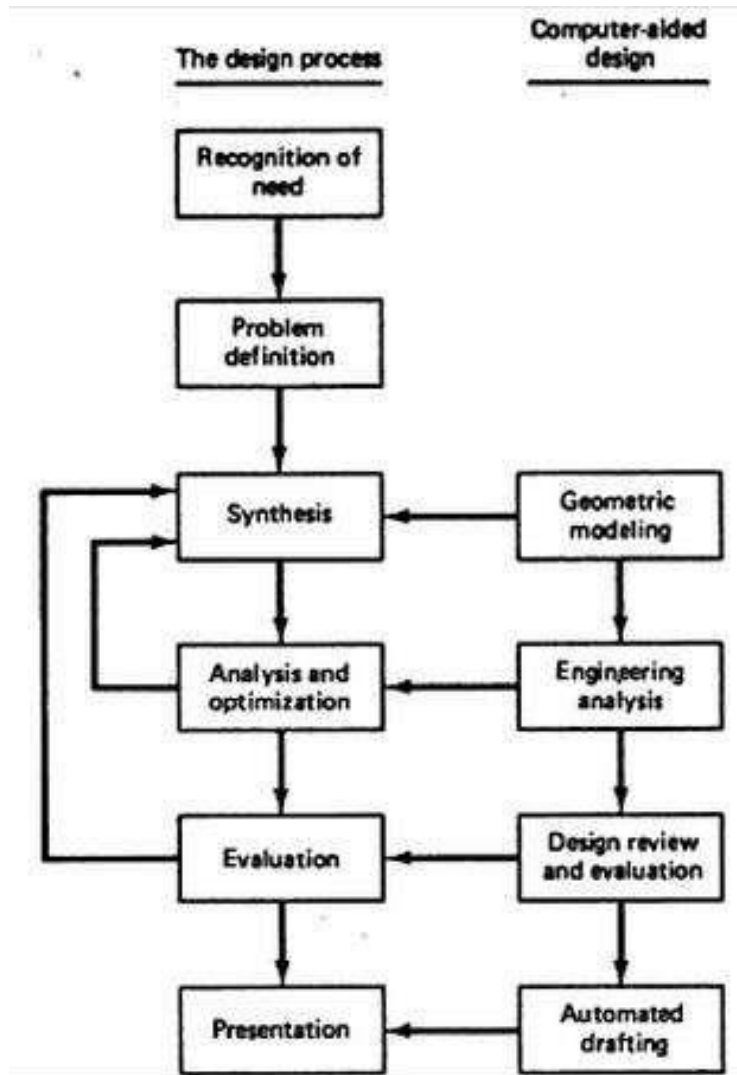 The design process
Computer-aided
design
Recognition of
need
Problem
definition
Synthesis
Geometric
modeling
Analysis and
optimization
Engineering
analysis
Evaluation
Design review
and evaluation
Presentation
Automated
drafting